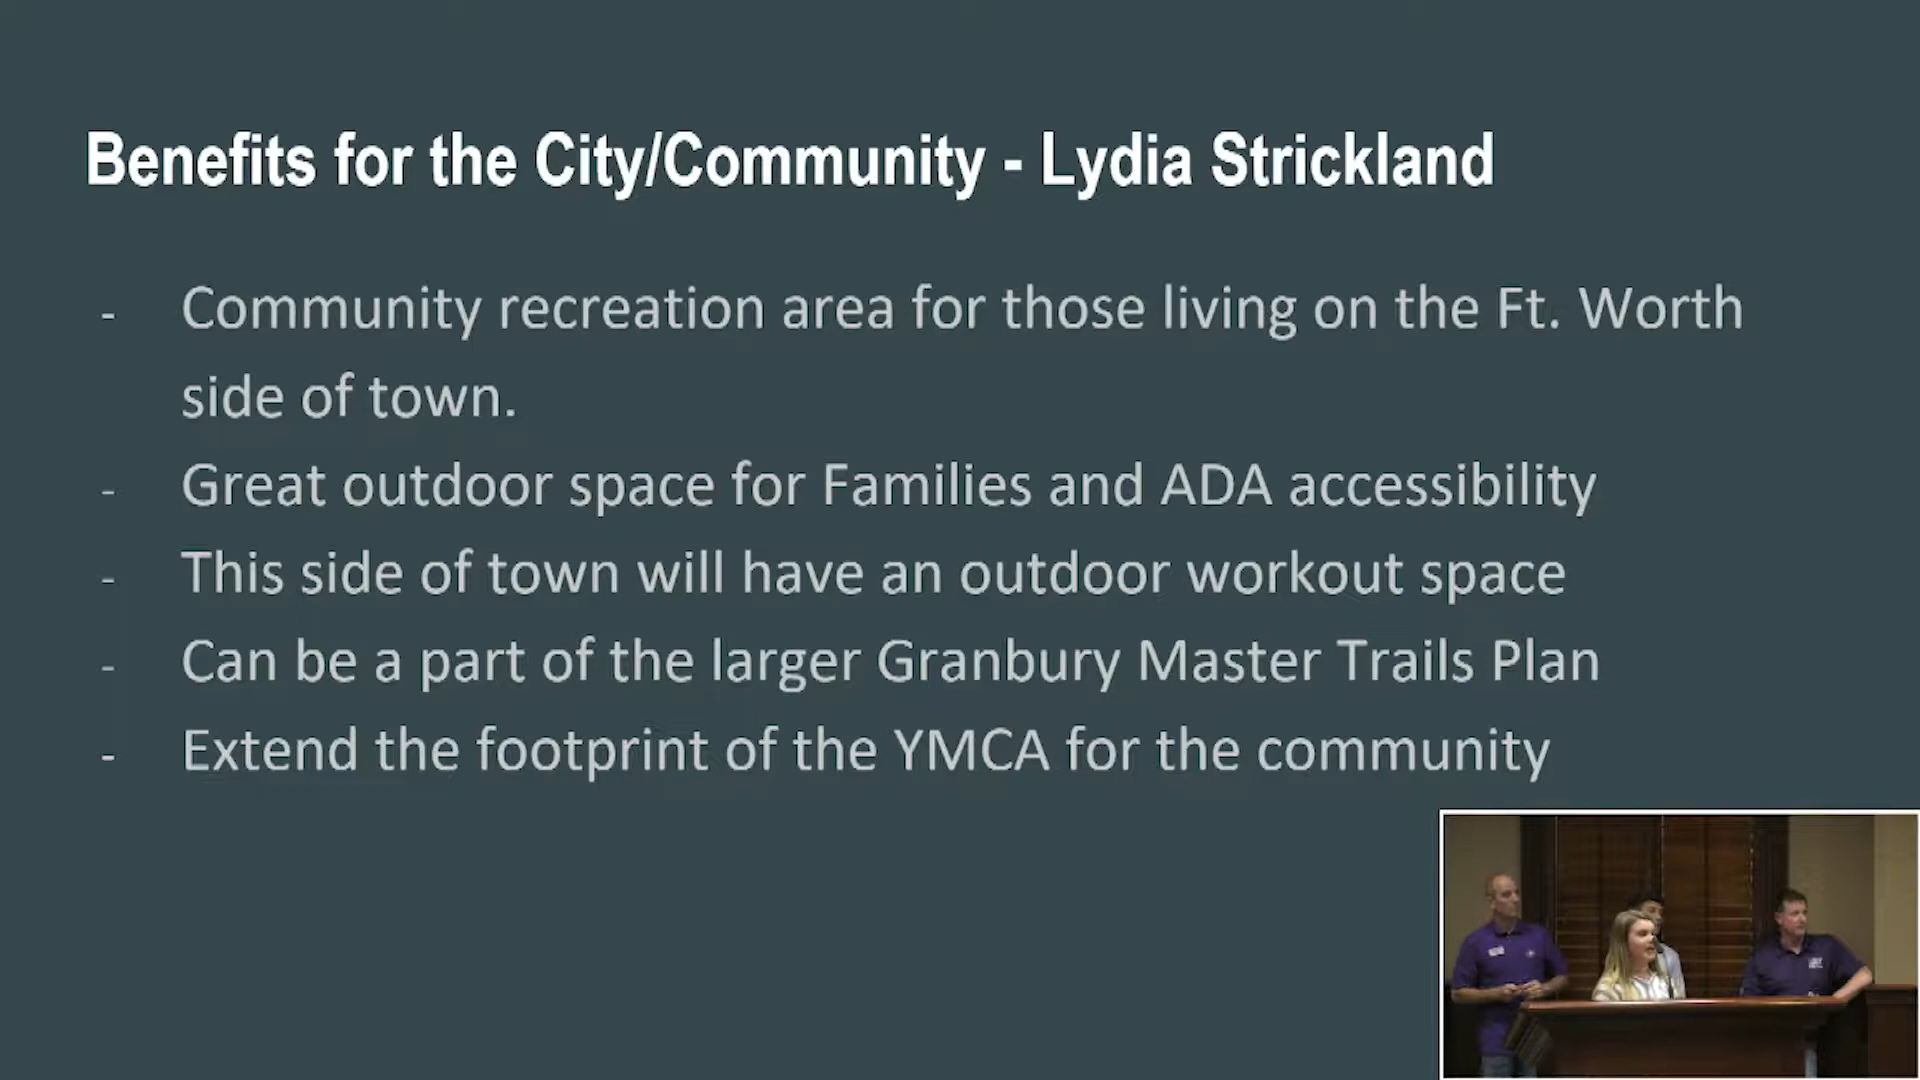 Benefits for the City/Community - Lydia Strickland
- Community recreation area for those living on the Ft. Worth
side of town.
- Great outdoor space for Families and ADA accessibility
- This side of town will have an outdoor workout space
- Can be a part of the larger Granbury Master Trails Plan
- Extend the footprint of the YMCA for the community